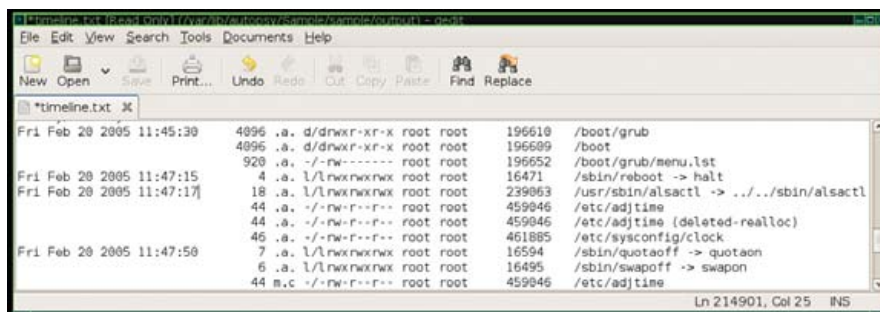 *timeline.txt [Read Only] (/var/lib/autopsy/Sample/sample/output) - gedit
File Edit View Search Tools Documents Help
New Open Save Print... Undo Redo Cut Copy Paste Find Replace
*timeline.txt
Fri Feb 20 2005 11:45:30 4096 .a. d/drwxr-xr-x root root 196610 /boot/grub
4096 .a. d/drwxr-xr-x root root 196609 /boot
920 .a. -/-rw------- root root 196652 /boot/grub/menu.lst
Fri Feb 20 2005 11:47:15 4 .a. l/lrwxrwxrwx root root 16471 /sbin/reboot -> halt
Fri Feb 20 2005 11:47:17 18 .a. l/lrwxrwxrwx root root 239063 /usr/sbin/alsactl -> ../../sbin/alsactl
44 .a. -/-rw-r--r-- root root 459046 /etc/adjtime
44 .a. -/-rw-r--r-- root root 459046 /etc/adjtime (deleted-realloc)
46 .a. -/-rw-r--r-- root root 461885 /etc/sysconfig/clock
Fri Feb 20 2005 11:47:50 7 .a. l/lrwxrwxrwx root root 16594 /sbin/quotaoff -> quotaon
6 .a. l/lrwxrwxrwx root root 16495 /sbin/swapoff -> swapon
44 m.c -/-rw-r--r-- root root 459046 /etc/adjtime
Ln 214901, Col 25 INS